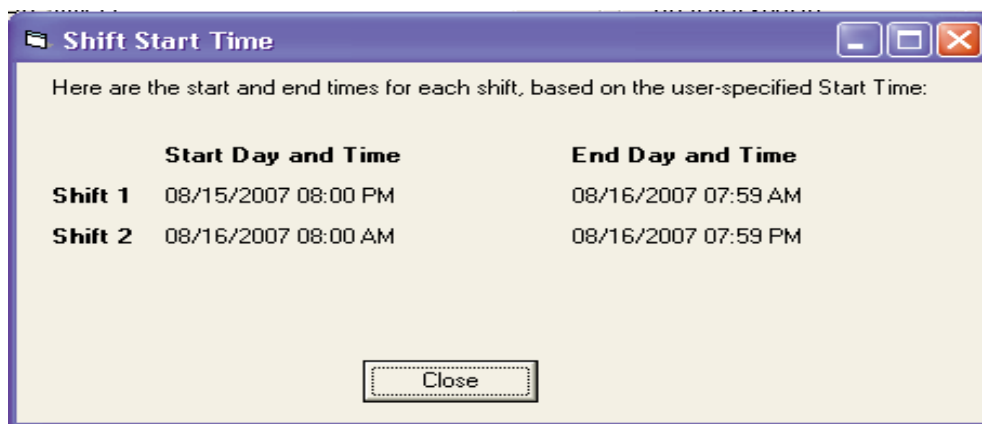 Shift Start Time
Here are the start and end times for each shift, based on the user-specified Start Time:
Start Day and Time End Day and Time
Shift 1 08/15/2007 08:00 PM 08/16/2007 07:59 AM
Shift 2 08/16/2007 08:00 AM 08/16/2007 07:59 PM
Close